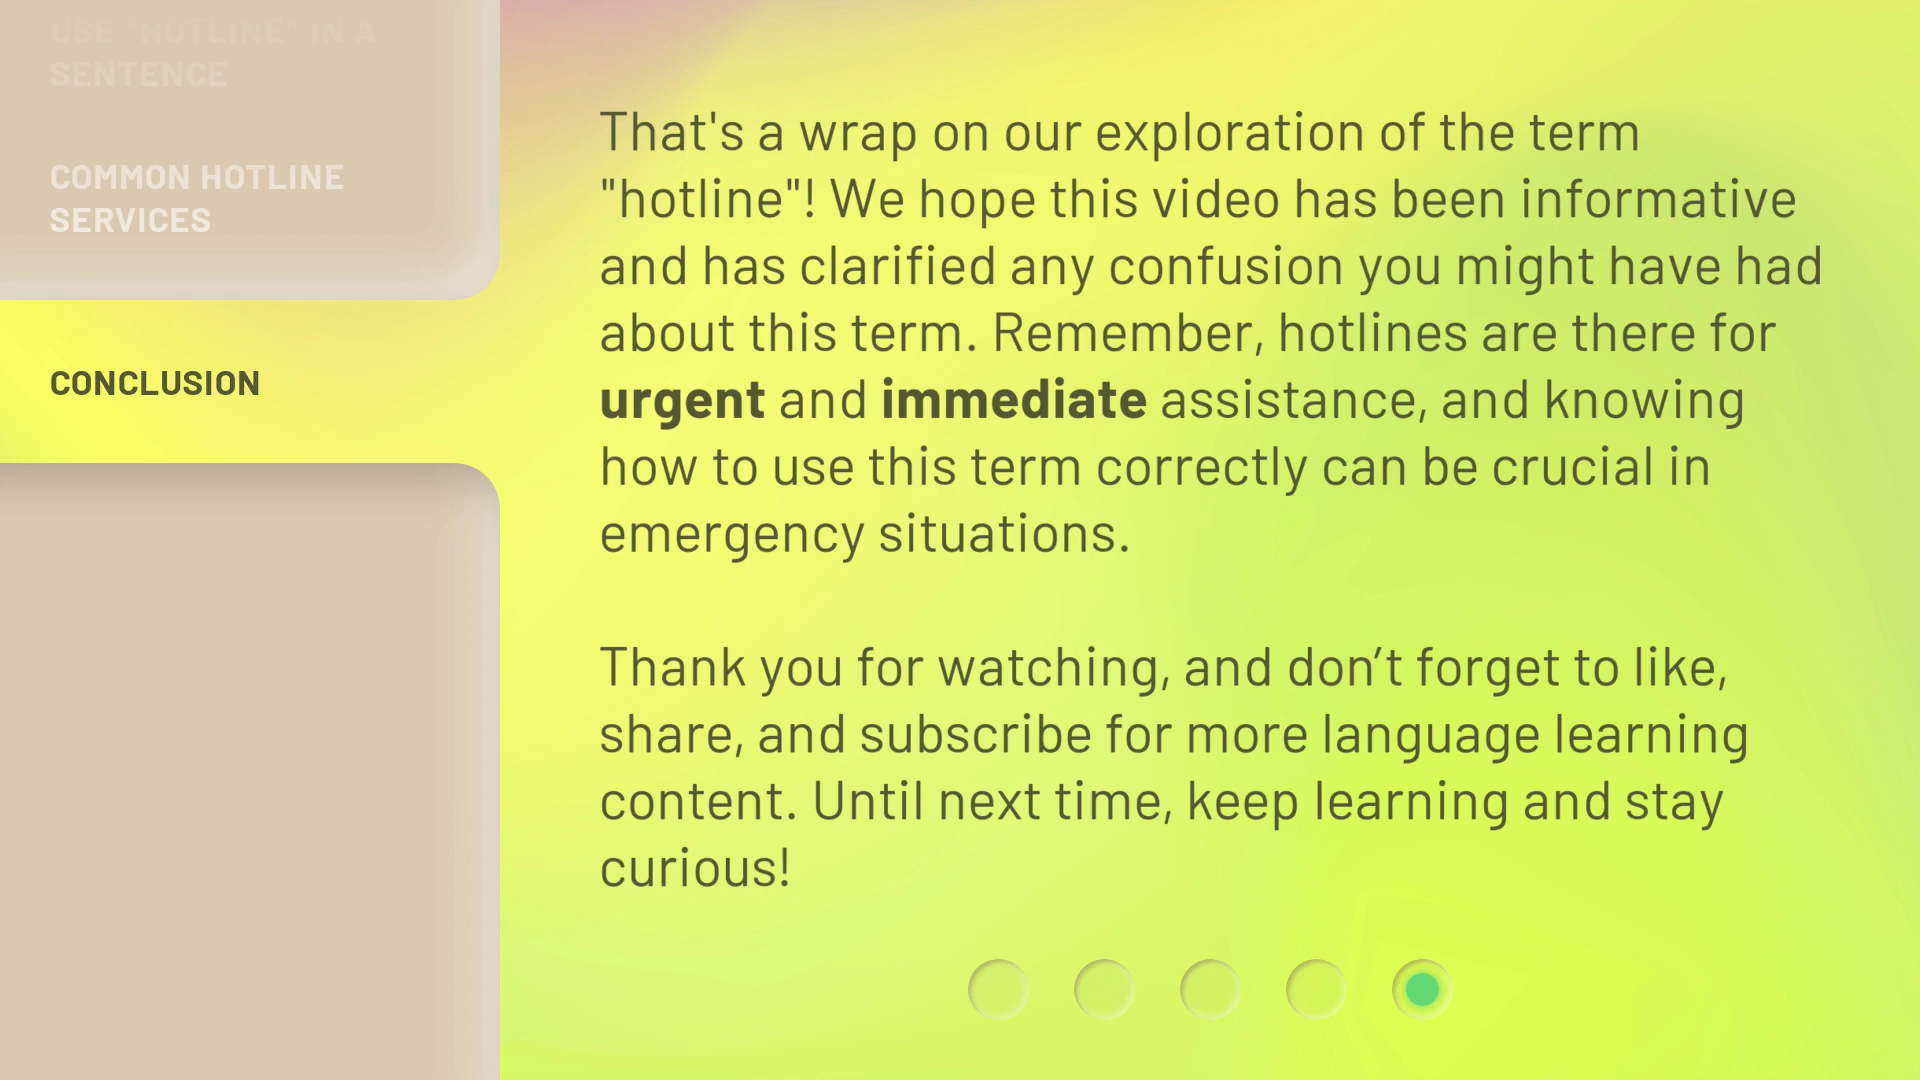 USE "HOTLINE" IN A
SENTENCE
COMMON HOTLINE
SERVICES
CONCLUSION
That's a wrap on our exploration of the term
"hotline"! We hope this video has been informative
and has clarified any confusion you might have had
about this term. Remember, hotlines are there for
urgent and immediate assistance, and knowing
how to use this term correctly can be crucial in
emergency situations.
Thank you for watching, and don’t forget to like,
share, and subscribe for more language learning
content. Until next time, keep learning and stay
curious!